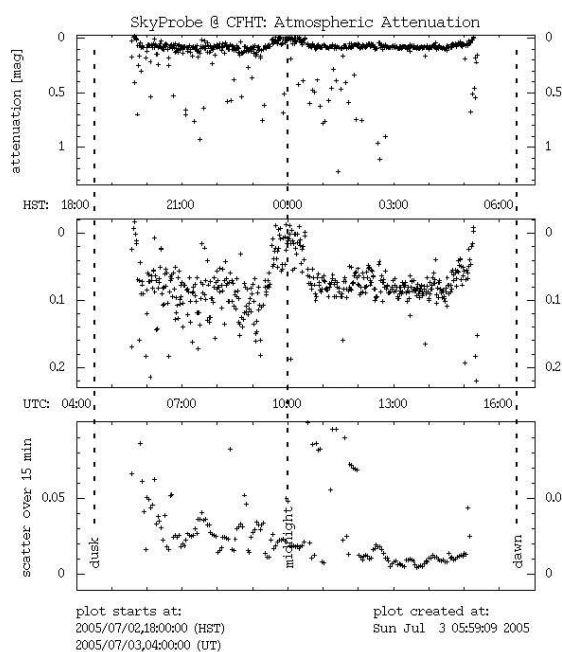 SkyProbe @ CFHT: Atmospheric Attenuation
attenuation [mag]
0 0
0.5 0.5
1 1
HST: 18:00 21:00 00:00 03:00 06:00
0 0
0.1 0.1
0.2 0.2
UTC: 04:00 07:00 10:00 13:00 16:00
scatter over 15 min
0.05 0.0
0 0
dusk
midnight
dawn
plot starts at:
2005/07/02,18:00:00 (HST)
2005/07/03,04:00:00 (UT)
plot created at:
Sun Jul 3 05:59:09 2005